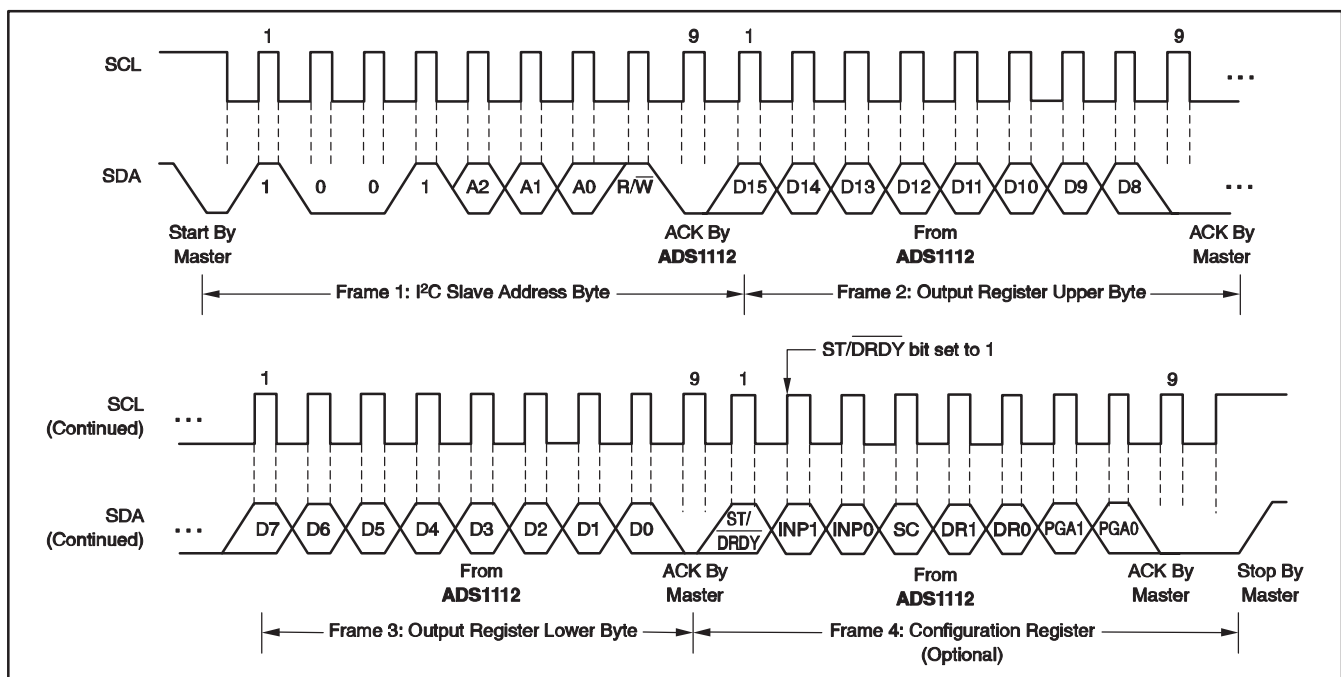 1 9 1 9
SCL ...
SDA 1 0 0 1 A2 A1 A0 R/W̅ D15 D14 D13 D12 D11 D10 D9 D8 ...
Start By Master
ACK By ADS1112
From ADS1112
ACK By Master
Frame 1: I²C Slave Address Byte
Frame 2: Output Register Upper Byte
ST/D̅R̅D̅Y̅ bit set to 1
1 9 1 9
SCL (Continued) ...
SDA (Continued) ... D7 D6 D5 D4 D3 D2 D1 D0 ST/D̅R̅D̅Y̅ INP1 INP0 SC DR1 DR0 PGA1 PGA0
From ADS1112
ACK By Master
From ADS1112
ACK By Master
Stop By Master
Frame 3: Output Register Lower Byte
Frame 4: Configuration Register
(Optional)